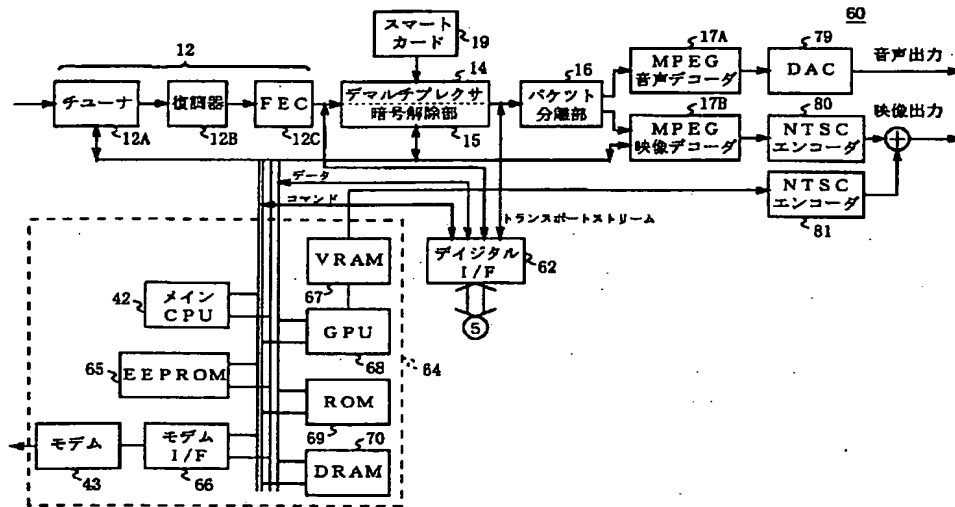 60
スマート
カード
19
12
チューナ
12A
復調器
12B
FEC
12C
14
デマルチプレクサ
暗号解除部
15
16
パケツト
分離部
17A
MPEG
音声デコーダ
17B
MPEG
映像デコーダ
79
DAC
音声出力
80
NTSC
エンコーダ
映像出力
NTSC
エンコーダ
81
データ
コマンド
トランスポートストリーム
デイジタル
I/F
62
5
VRAM
67
42
メイン
CPU
GPU
68
64
65
EEPROM
ROM
69
70
DRAM
モデム
43
モデム
I/F
66